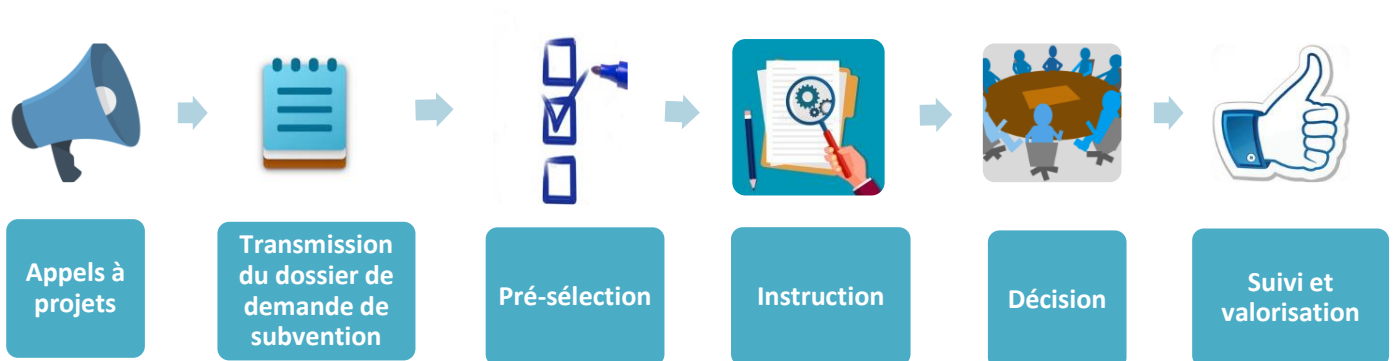 Appels à
projets
Transmission
du dossier de
demande de
subvention
Pré-sélection
Instruction
Décision
Suivi et
valorisation